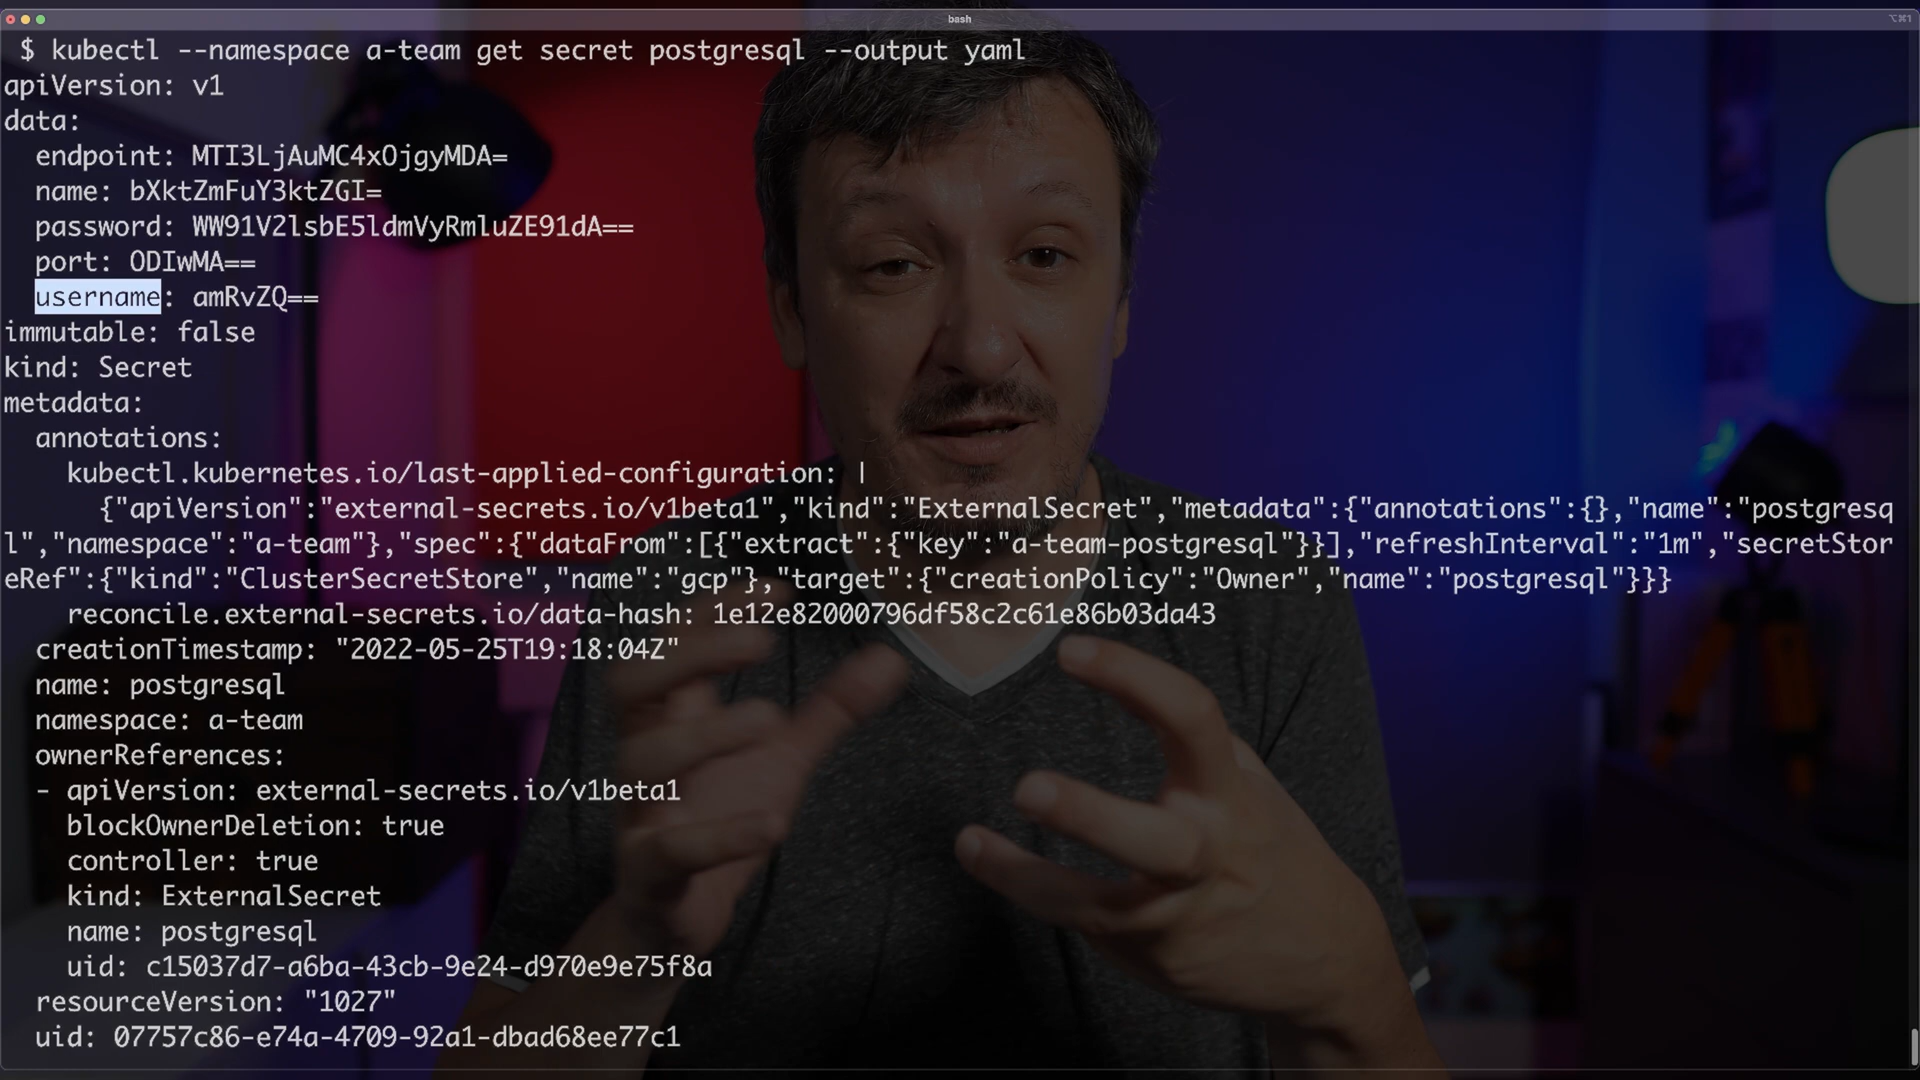 bash
⌥⌘1
$ kubectl --namespace a-team get secret postgresql --output yaml
apiVersion: v1
data:
  endpoint: MTI3LjAuMC4xOjgyMDA=
  name: bXktZmFuY3ktZGI=
  password: WW91V2lsbE5ldmVyRmluZE91dA==
  port: ODIwMA==
  username: amRvZQ==
immutable: false
kind: Secret
metadata:
  annotations:
    kubectl.kubernetes.io/last-applied-configuration: |
      {"apiVersion":"external-secrets.io/v1beta1","kind":"ExternalSecret","metadata":{"annotations":{},"name":"postgresq
l","namespace":"a-team"},"spec":{"dataFrom":[{"extract":{"key":"a-team-postgresql"}}],"refreshInterval":"1m","secretStor
eRef":{"kind":"ClusterSecretStore","name":"gcp"},"target":{"creationPolicy":"Owner","name":"postgresql"}}}
    reconcile.external-secrets.io/data-hash: 1e12e82000796df58c2c61e86b03da43
  creationTimestamp: "2022-05-25T19:18:04Z"
  name: postgresql
  namespace: a-team
  ownerReferences:
  - apiVersion: external-secrets.io/v1beta1
    blockOwnerDeletion: true
    controller: true
    kind: ExternalSecret
    name: postgresql
    uid: c15037d7-a6ba-43cb-9e24-d970e9e75f8a
  resourceVersion: "1027"
  uid: 07757c86-e74a-4709-92a1-dbad68ee77c1